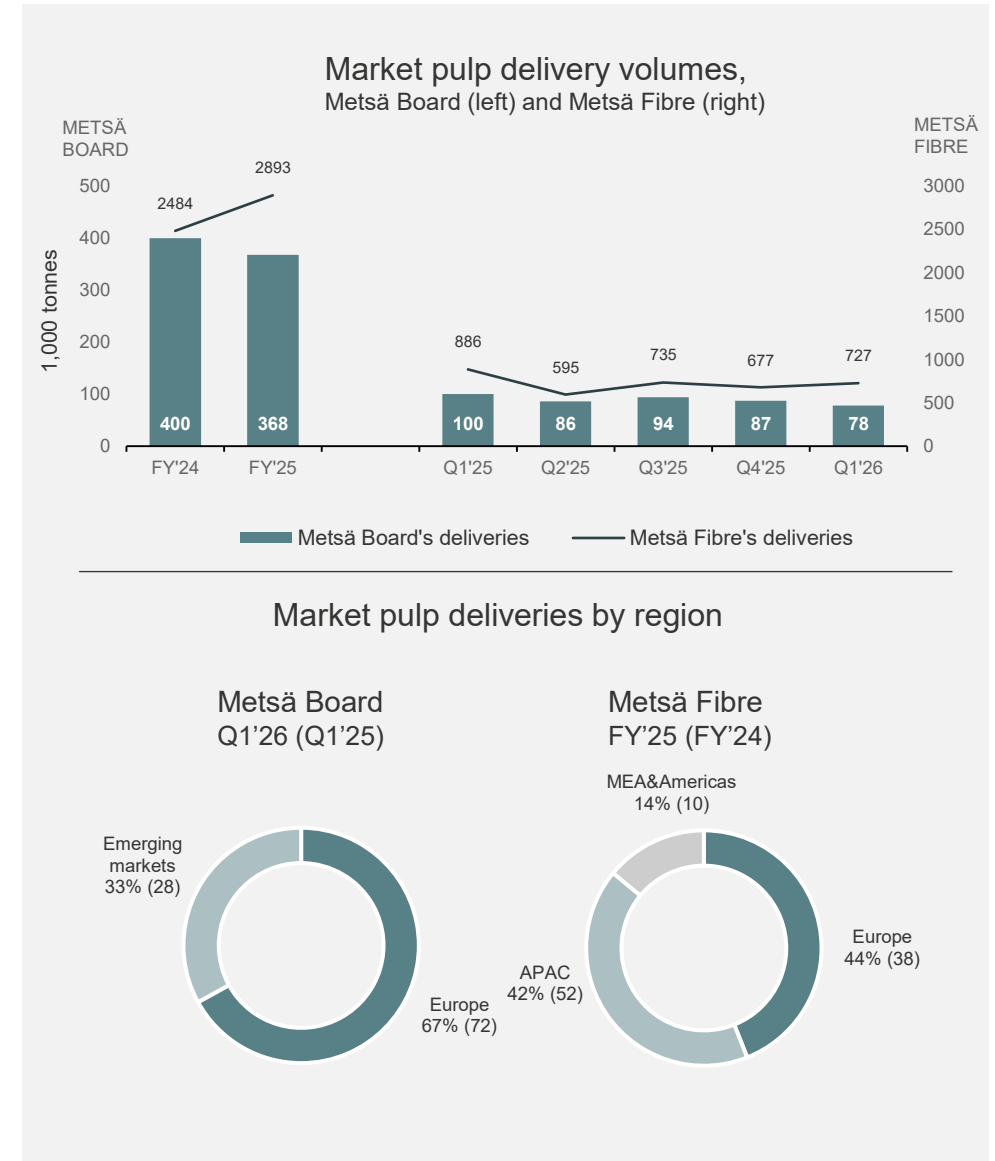 Market pulp delivery volumes,
Metsä Board (left) and Metsä Fibre (right)
METSÄ
BOARD
METSÄ
FIBRE
1,000 tonnes
500
400
300
200
100
0
3000
2500
2000
1500
1000
500
0
2484
2893
886
595
735
677
727
400
368
100
86
94
87
78
FY'24
FY'25
Q1'25
Q2'25
Q3'25
Q4'25
Q1'26
Metsä Board's deliveries
Metsä Fibre's deliveries
Market pulp deliveries by region
Metsä Board
Q1’26 (Q1’25)
Emerging
markets
33% (28)
Europe
67% (72)
Metsä Fibre
FY’25 (FY’24)
MEA&Americas
14% (10)
APAC
42% (52)
Europe
44% (38)